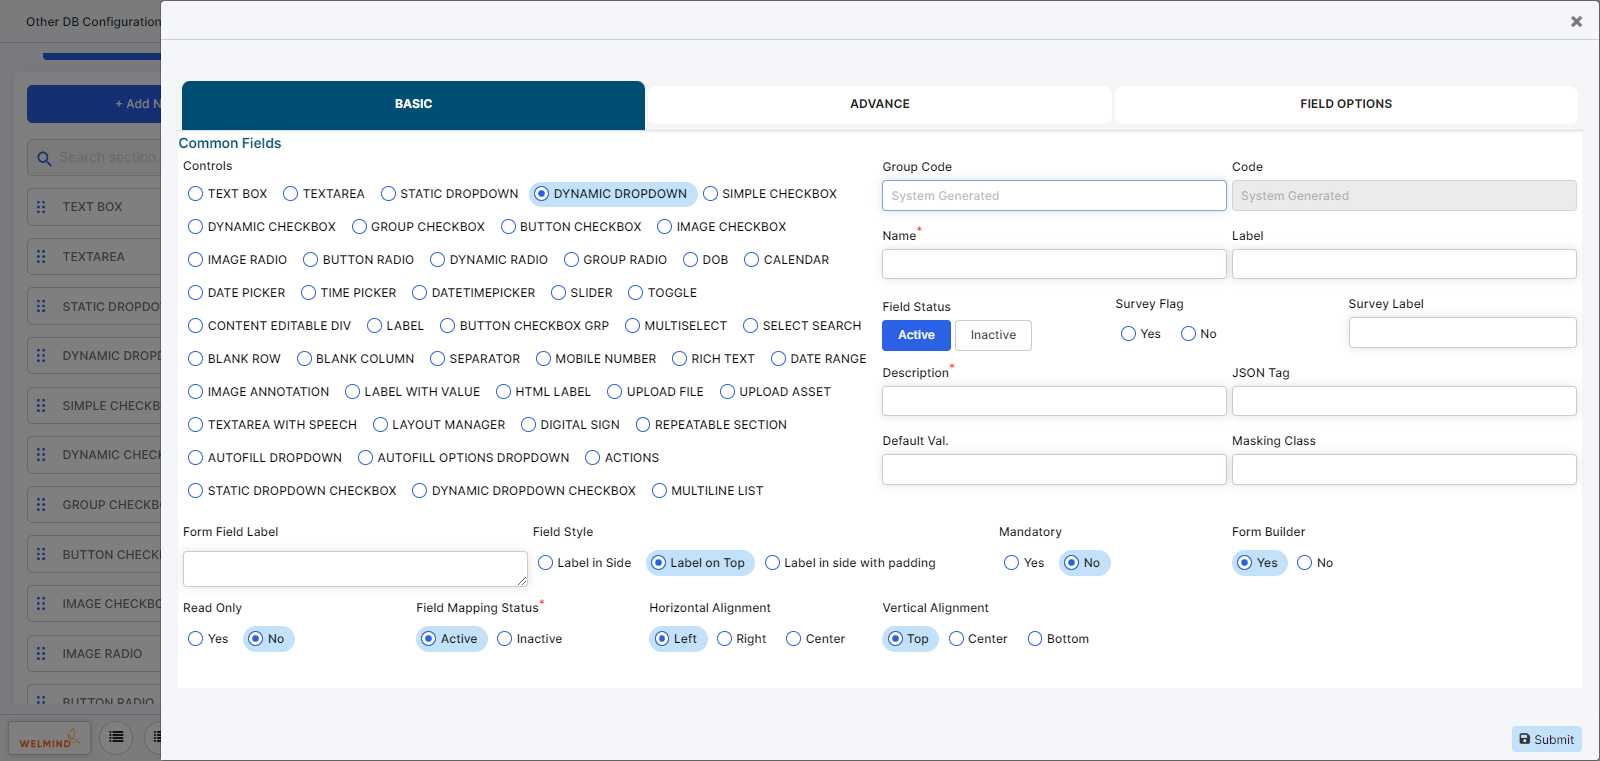 Other DB Configuration
+ Add N
Search section
TEXT BOX
TEXTAREA
STATIC DROPDO
DYNAMIC DROP
SIMPLE CHECKB
DYNAMIC CHEC
GROUP CHECKB
BUTTON CHECK
IMAGE CHECKBO
IMAGE RADIO
BUTTON RADIO
WELMIND
BASIC ADVANCE FIELD OPTIONS
Common Fields
Controls
TEXT BOX TEXTAREA STATIC DROPDOWN DYNAMIC DROPDOWN SIMPLE CHECKBOX
DYNAMIC CHECKBOX GROUP CHECKBOX BUTTON CHECKBOX IMAGE CHECKBOX
IMAGE RADIO BUTTON RADIO DYNAMIC RADIO GROUP RADIO DOB CALENDAR
DATE PICKER TIME PICKER DATETIMEPICKER SLIDER TOGGLE
CONTENT EDITABLE DIV LABEL BUTTON CHECKBOX GRP MULTISELECT SELECT SEARCH
BLANK ROW BLANK COLUMN SEPARATOR MOBILE NUMBER RICH TEXT DATE RANGE
IMAGE ANNOTATION LABEL WITH VALUE HTML LABEL UPLOAD FILE UPLOAD ASSET
TEXTAREA WITH SPEECH LAYOUT MANAGER DIGITAL SIGN REPEATABLE SECTION
AUTOFILL DROPDOWN AUTOFILL OPTIONS DROPDOWN ACTIONS
STATIC DROPDOWN CHECKBOX DYNAMIC DROPDOWN CHECKBOX MULTILINE LIST
Group Code Code
System Generated System Generated
Name* Label
Field Status Survey Flag Survey Label
Active Inactive Yes No
Description* JSON Tag
Default Val. Masking Class
Form Field Label Field Style Mandatory Form Builder
Label in Side Label on Top Label in side with padding Yes No Yes No
Read Only Field Mapping Status* Horizontal Alignment Vertical Alignment
Yes No Active Inactive Left Right Center Top Center Bottom
Submit